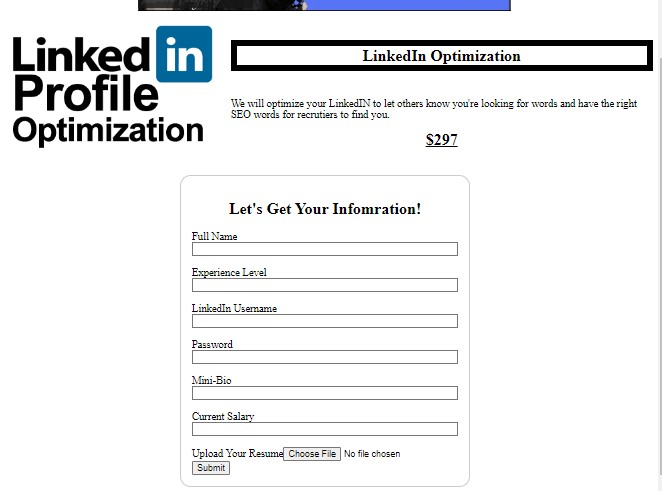 Linked in
Profile
Optimization
LinkedIn Optimization
We will optimize your LinkedIN to let others know you're looking for words and have the right
SEO words for recrutiers to find you.
$297
Let's Get Your Infomration!
Full Name
Experience Level
LinkedIn Username
Password
Mini-Bio
Current Salary
Upload Your Resume Choose File No file chosen
Submit